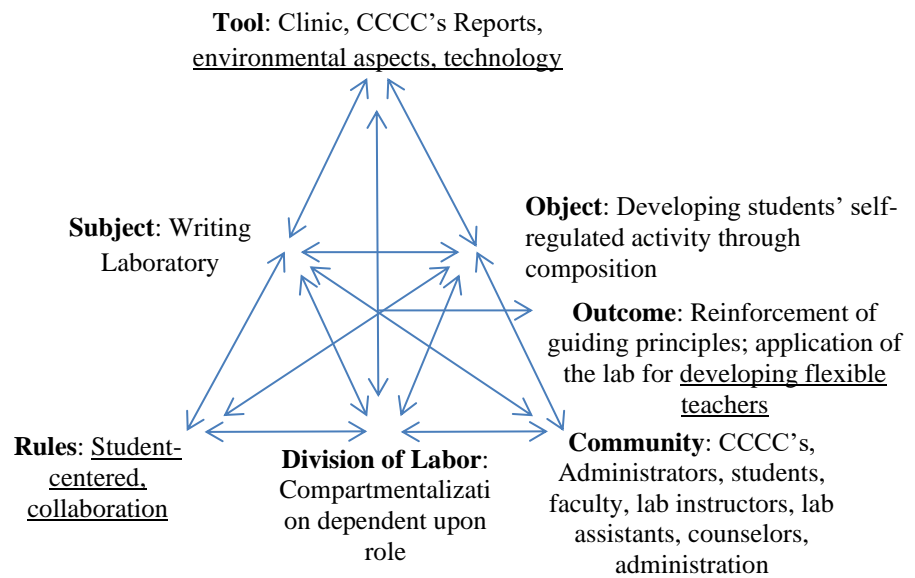 Tool: Clinic, CCCC’s Reports,
environmental aspects, technology
Subject: Writing
Laboratory
Object: Developing students’ self-
regulated activity through
composition
Outcome: Reinforcement of
guiding principles; application of
the lab for developing flexible
teachers
Rules: Student-
centered,
collaboration
Division of Labor:
Compartmentalizati
on dependent upon
role
Community: CCCC’s,
Administrators, students,
faculty, lab instructors, lab
assistants, counselors,
administration